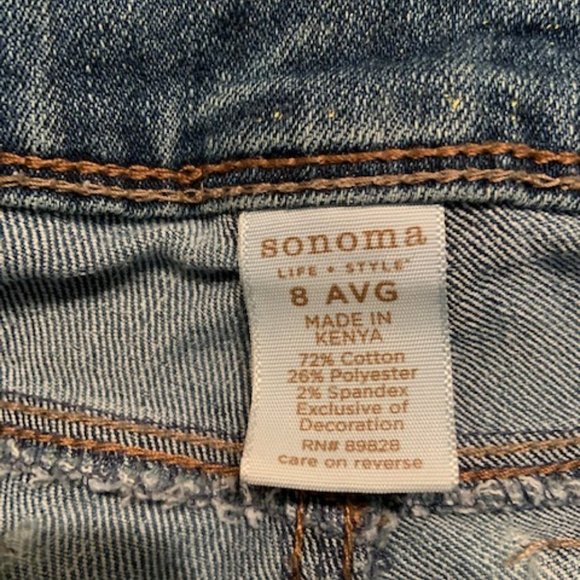 sonoma
LIFE + STYLE
8 AVG
MADE IN
KENYA
72% Cotton
26% Polyester
2% Spandex
Exclusive of
Decoration
RN# 89828
care on reverse